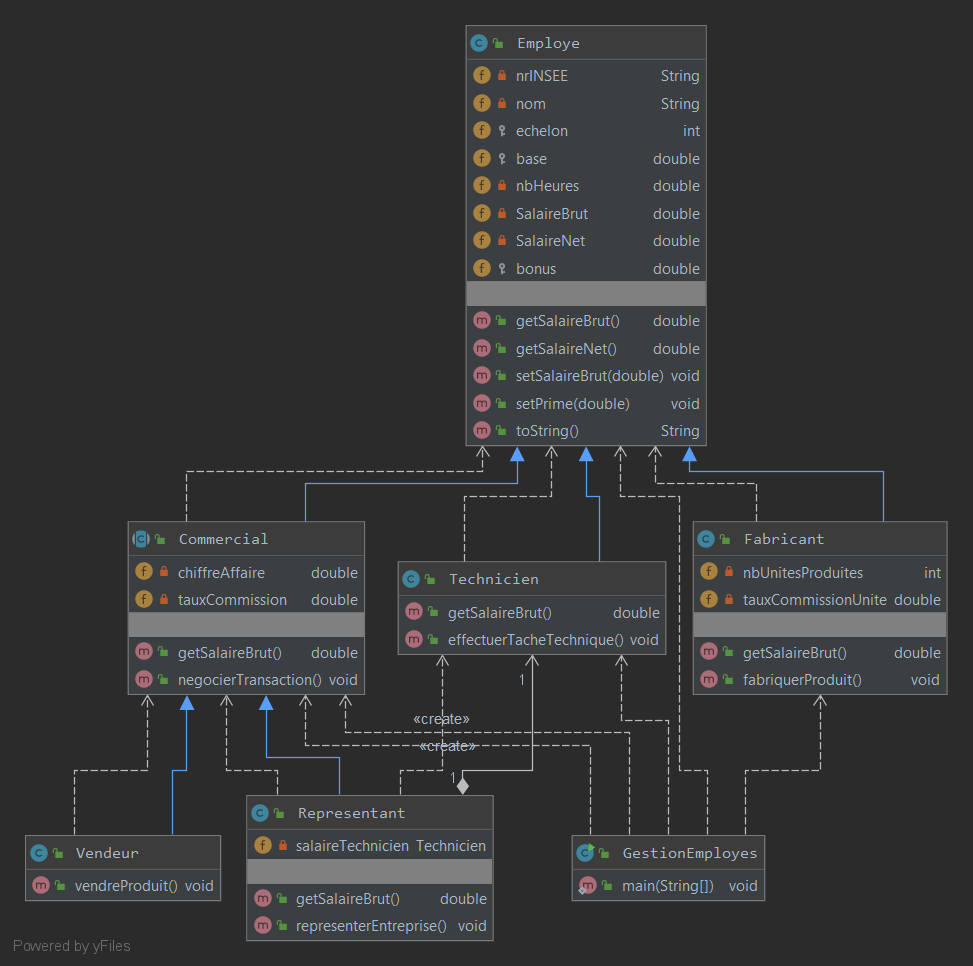 Employe
nrINSEE String
nom String
echelon int
base double
nbHeures double
SalaireBrut double
SalaireNet double
bonus double
getSalaireBrut() double
getSalaireNet() double
setSalaireBrut(double) void
setPrime(double) void
toString() String
Commercial
chiffreAffaire double
tauxCommission double
getSalaireBrut() double
negocierTransaction() void
Technicien
getSalaireBrut() double
effectuerTacheTechnique() void
Fabricant
nbUnitesProduites int
tauxCommissionUnite double
getSalaireBrut() double
fabriquerProduit() void
1
«create»
«create»
1
Vendeur
vendreProduit() void
Representant
salaireTechnicien Technicien
getSalaireBrut() double
representerEntreprise() void
GestionEmployes
main(String[]) void
Powered by yFiles